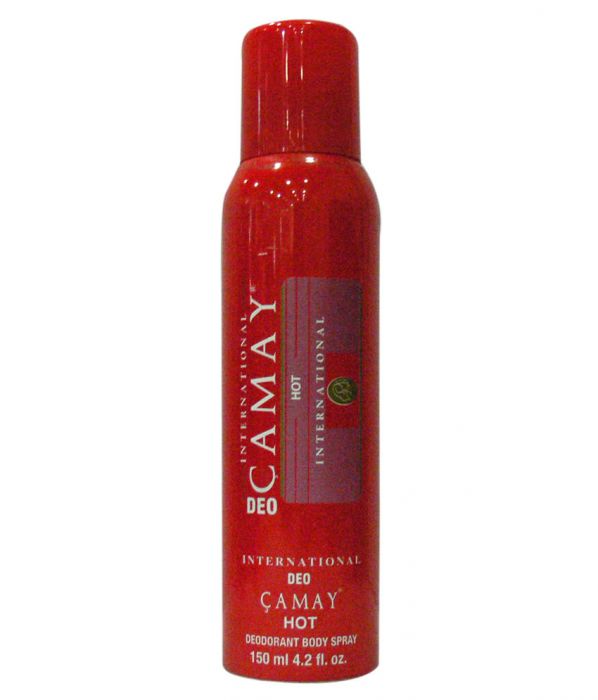 INTERNATIONAL
DEO ÇAMAY®
HOT
INTERNATIONAL
INTERNATIONAL
DEO
ÇAMAY®
HOT
DEODORANT BODY SPRAY
150 ml 4.2 fl. oz.